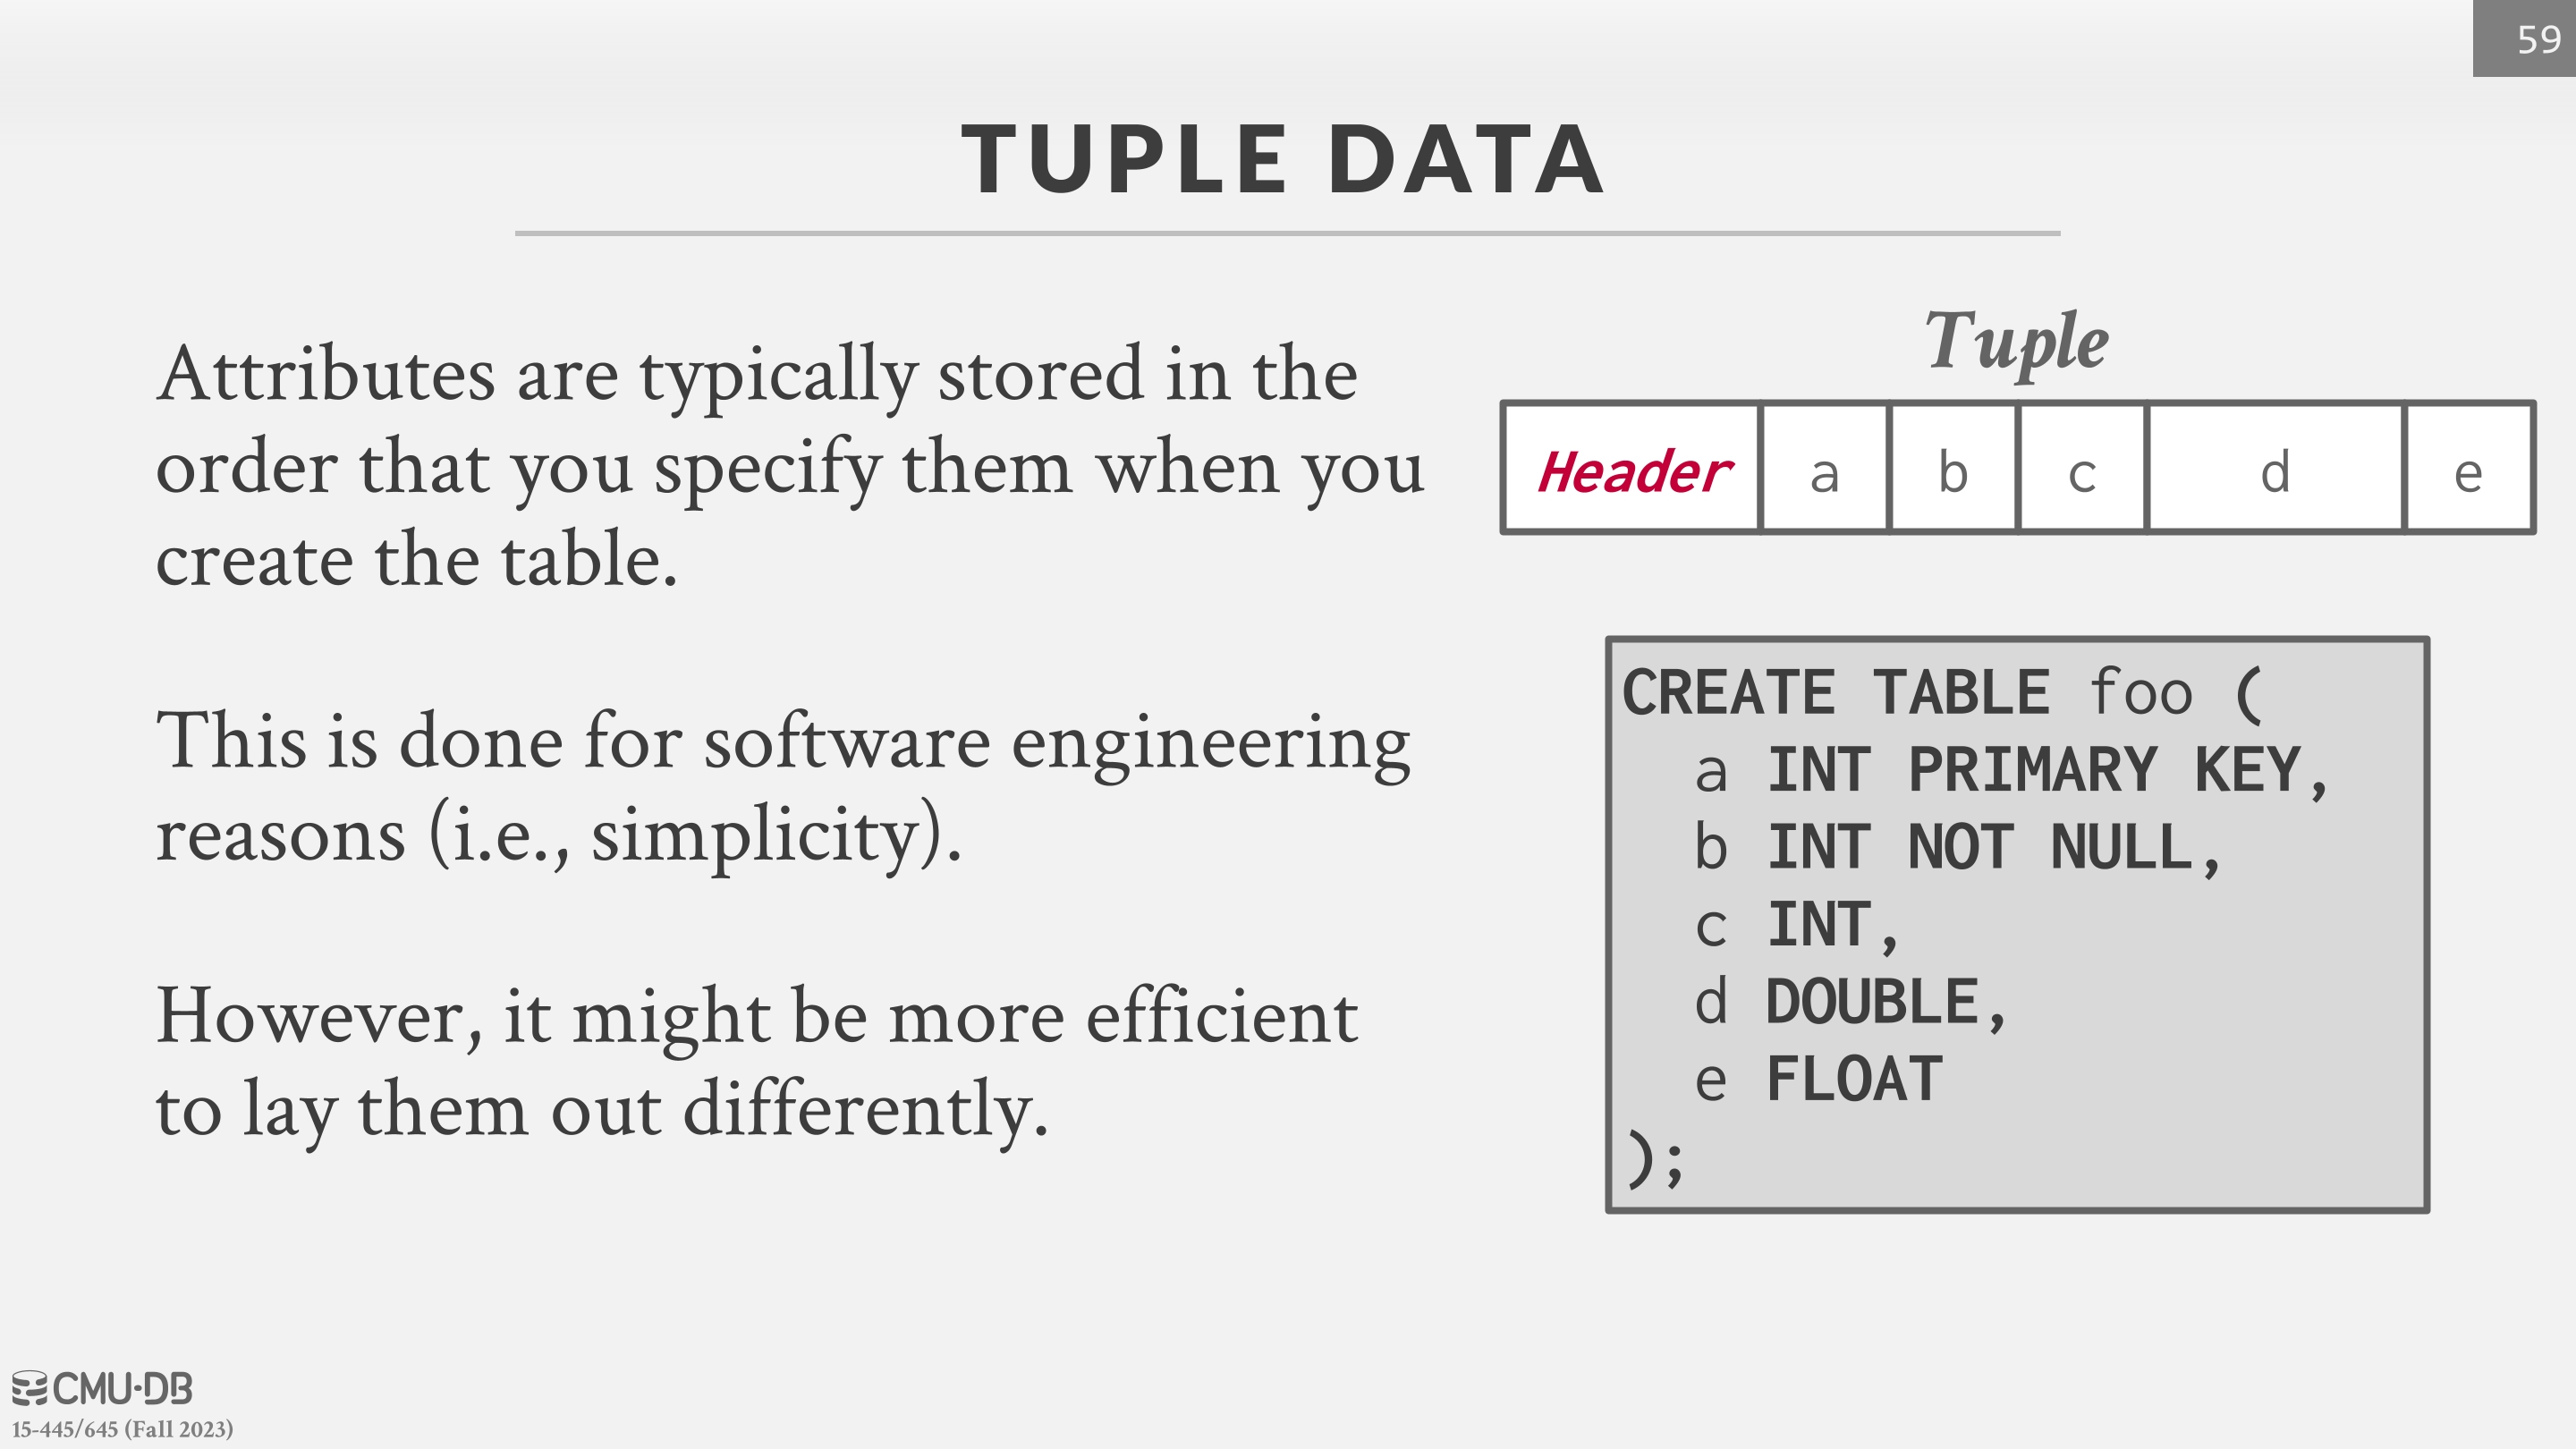 59
TUPLE DATA
Attributes are typically stored in the
order that you specify them when you
create the table.
This is done for software engineering
reasons (i.e., simplicity).
However, it might be more efficient
to lay them out differently.
Tuple
Header a b c d e
CREATE TABLE foo (
a INT PRIMARY KEY,
b INT NOT NULL,
c INT,
d DOUBLE,
e FLOAT
);
CMU·DB
15-445/645 (Fall 2023)